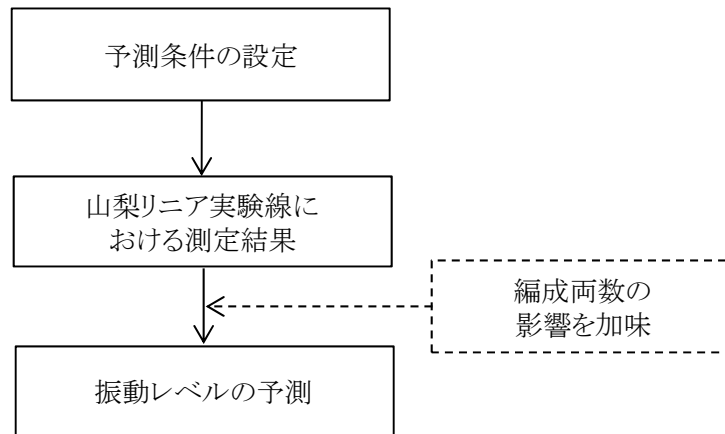 予測条件の設定
山梨リニア実験線に
おける測定結果
編成両数の
影響を加味
振動レベルの予測